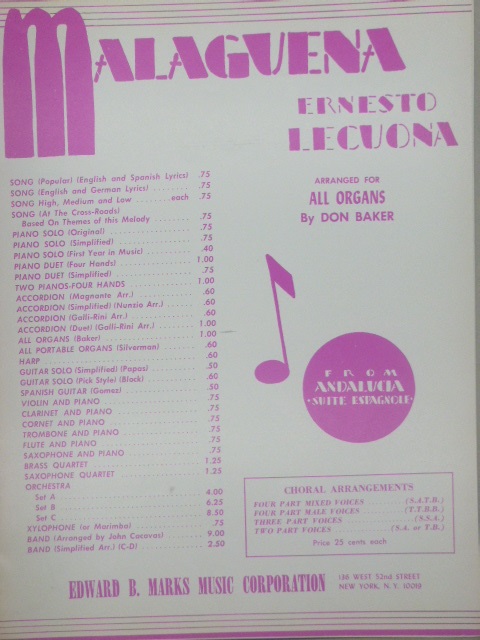 MALAGUENA
ERNESTO
LECUONA
ARRANGED FOR
ALL ORGANS
By DON BAKER
SONG (Popular) (English and Spanish Lyrics) .75
SONG (English and German Lyrics) .75
SONG High, Medium and Low each .75
SONG (At The Cross-Roads)
Based On Themes of this Melody .75
PIANO SOLO (Original) .75
PIANO SOLO (Simplified) .75
PIANO SOLO (First Year in Music) .40
PIANO DUET (Four Hands) 1.00
PIANO DUET (Simplified) .75
TWO PIANOS-FOUR HANDS 1.00
ACCORDION (Magnante Arr.) .60
ACCORDION (Simplified) (Nunzio Arr.) .60
ACCORDION (Galli-Rini Arr.) .60
ACCORDION (Duet) (Galli-Rini Arr.) 1.00
ALL ORGANS (Baker) 1.00
ALL PORTABLE ORGANS (Silverman) .60
HARP .60
GUITAR SOLO (Simplified) (Papas) .50
GUITAR SOLO (Pick Style) (Block) .60
SPANISH GUITAR (Gomez) .50
VIOLIN AND PIANO .75
CLARINET AND PIANO .75
CORNET AND PIANO .75
TROMBONE AND PIANO .75
FLUTE AND PIANO .75
SAXOPHONE AND PIANO .75
BRASS QUARTET 1.25
SAXOPHONE QUARTET 1.25
ORCHESTRA
Set A 4.00
Set B 6.25
Set C 8.50
XYLOPHONE (or Marimba) .75
BAND (Arranged by John Cacavas) 9.00
BAND (Simplified Arr.) (C-D) 2.50
FROM
ANDALUCIA
•SUITE ESPAGNOLE•
CHORAL ARRANGEMENTS
FOUR PART MIXED VOICES (S.A.T.B.)
FOUR PART MALE VOICES (T.T.B.B.)
THREE PART VOICES (S.S.A.)
TWO PART VOICES (S.A. or T.B.)
Price 25 cents each
EDWARD B. MARKS MUSIC CORPORATION
136 WEST 52nd STREET
NEW YORK, N. Y. 10019